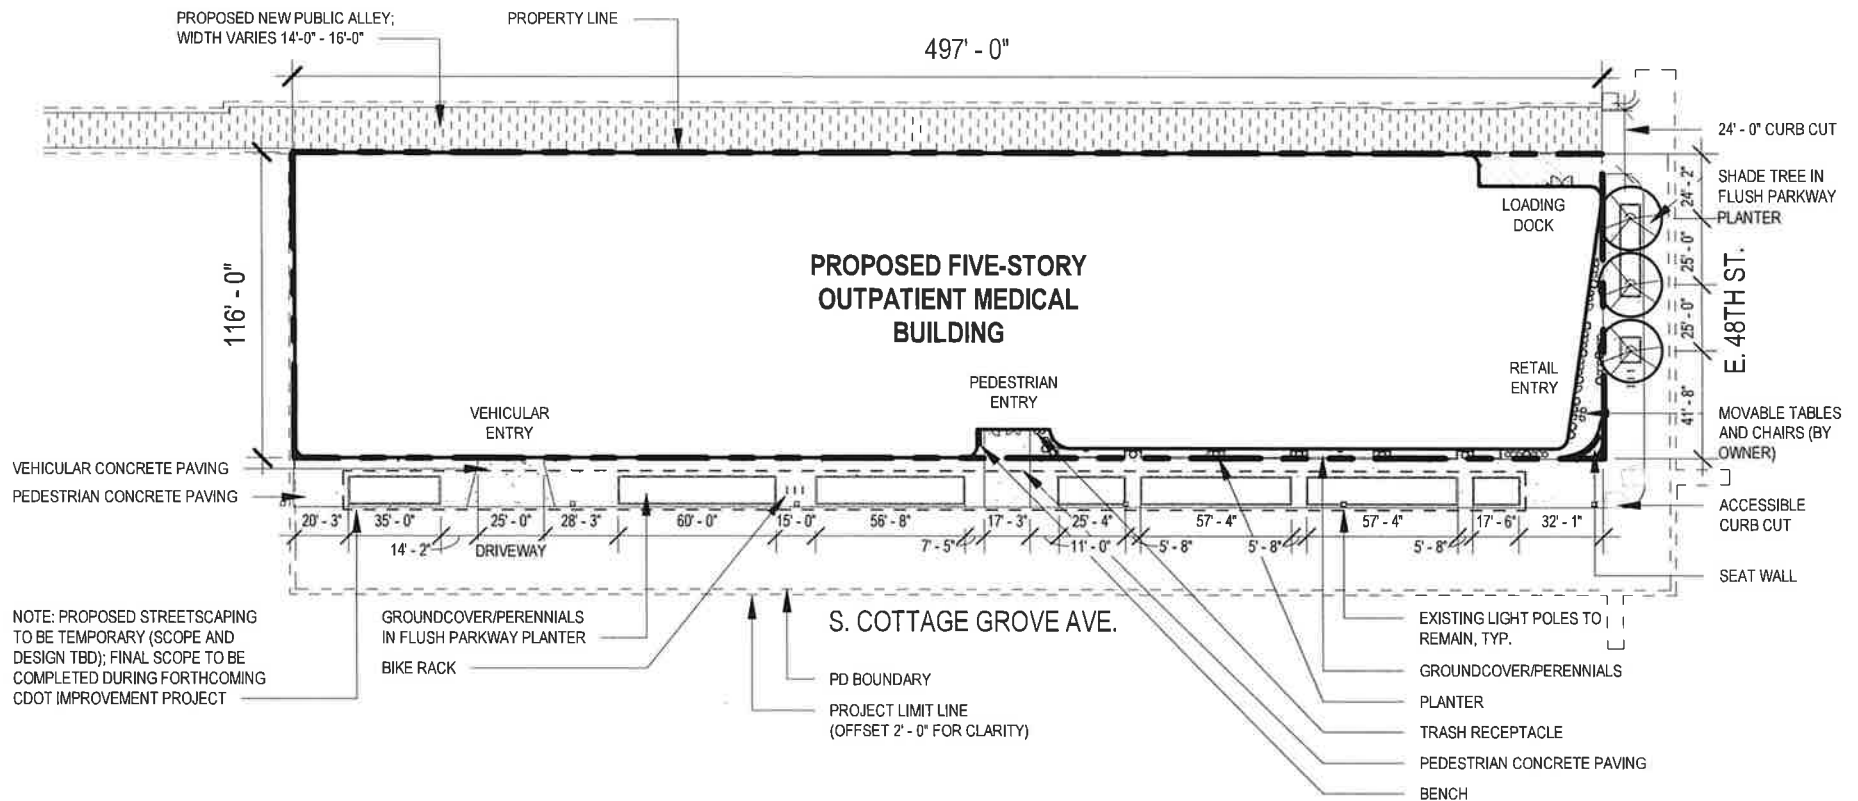 PROPOSED NEW PUBLIC ALLEY;
WIDTH VARIES 14'-0" - 16'-0"
PROPERTY LINE
497' - 0"
24' - 0" CURB CUT
SHADE TREE IN
FLUSH PARKWAY
PLANTER
24' - 2"
25' - 0"
25' - 0"
41' - 8"
E. 48TH ST.
LOADING
DOCK
116' - 0"
PROPOSED FIVE-STORY
OUTPATIENT MEDICAL
BUILDING
RETAIL
ENTRY
PEDESTRIAN
ENTRY
VEHICULAR
ENTRY
MOVABLE TABLES
AND CHAIRS (BY
OWNER)
VEHICULAR CONCRETE PAVING
PEDESTRIAN CONCRETE PAVING
ACCESSIBLE
CURB CUT
20' - 3" 35' - 0" 25' - 0" 28' - 3" 60' - 0" 15' - 0" 56' - 8" 17' - 3" 25' - 4" 57' - 4" 57' - 4" 17' - 6" 32' - 1"
14' - 2" DRIVEWAY 7' - 5" 11' - 0" 5' - 8" 5' - 8" 5' - 8"
SEAT WALL
NOTE: PROPOSED STREETSCAPING
TO BE TEMPORARY (SCOPE AND
DESIGN TBD); FINAL SCOPE TO BE
COMPLETED DURING FORTHCOMING
CDOT IMPROVEMENT PROJECT
GROUNDCOVER/PERENNIALS
IN FLUSH PARKWAY PLANTER
BIKE RACK
S. COTTAGE GROVE AVE.
PD BOUNDARY
PROJECT LIMIT LINE
(OFFSET 2' - 0" FOR CLARITY)
EXISTING LIGHT POLES TO
REMAIN, TYP.
GROUNDCOVER/PERENNIALS
PLANTER
TRASH RECEPTACLE
PEDESTRIAN CONCRETE PAVING
BENCH